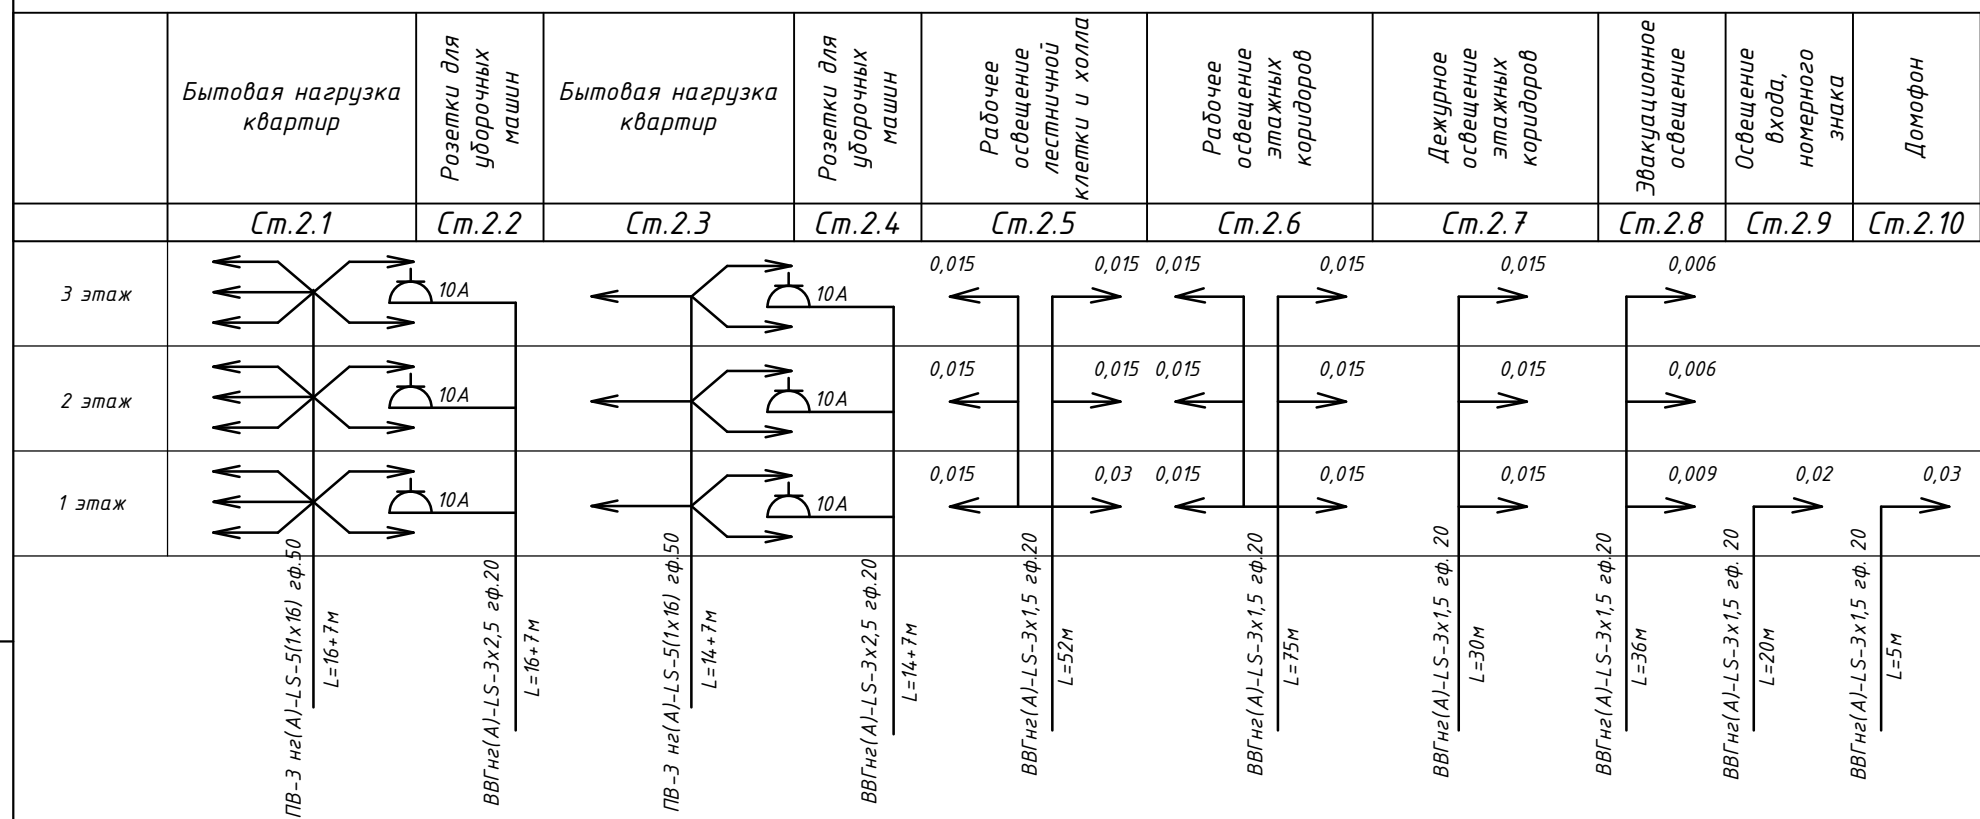 Бытовая нагрузка
квартир
Розетки для
уборочных
машин
Бытовая нагрузка
квартир
Розетки для
уборочных
машин
Рабочее
освещение
лестничной
клетки и холла
Рабочее
освещение
этажных
коридоров
Дежурное
освещение
этажных
коридоров
Эвакуационное
освещение
Освещение
входа,
номерного
знака
Домофон
Ст.2.1 Ст.2.2 Ст.2.3 Ст.2.4 Ст.2.5 Ст.2.6 Ст.2.7 Ст.2.8 Ст.2.9 Ст.2.10
0,015 0,015 0,015 0,015 0,015 0,006
3 этаж 10А 10А
0,015 0,015 0,015 0,015 0,015 0,006
2 этаж 10А 10А
0,015 0,03 0,015 0,015 0,015 0,009 0,02 0,03
1 этаж 10А 10А
ПВ-3 нг(А)-LS-5(1х16) гф.50
L=16+7м
ВВГнг(А)-LS-3х2,5 гф.20
L=16+7м
ПВ-3 нг(А)-LS-5(1х16) гф.50
L=14+7м
ВВГнг(А)-LS-3х2,5 гф.20
L=14+7м
ВВГнг(А)-LS-3х1,5 гф.20
L=52м
ВВГнг(А)-LS-3х1,5 гф.20
L=75м
ВВГнг(А)-LS-3х1,5 гф. 20
L=30м
ВВГнг(А)-LS-3х1,5 гф.20
L=36м
ВВГнг(А)-LS-3х1,5 гф. 20
L=20м
ВВГнг(А)-LS-3х1,5 гф. 20
L=5м